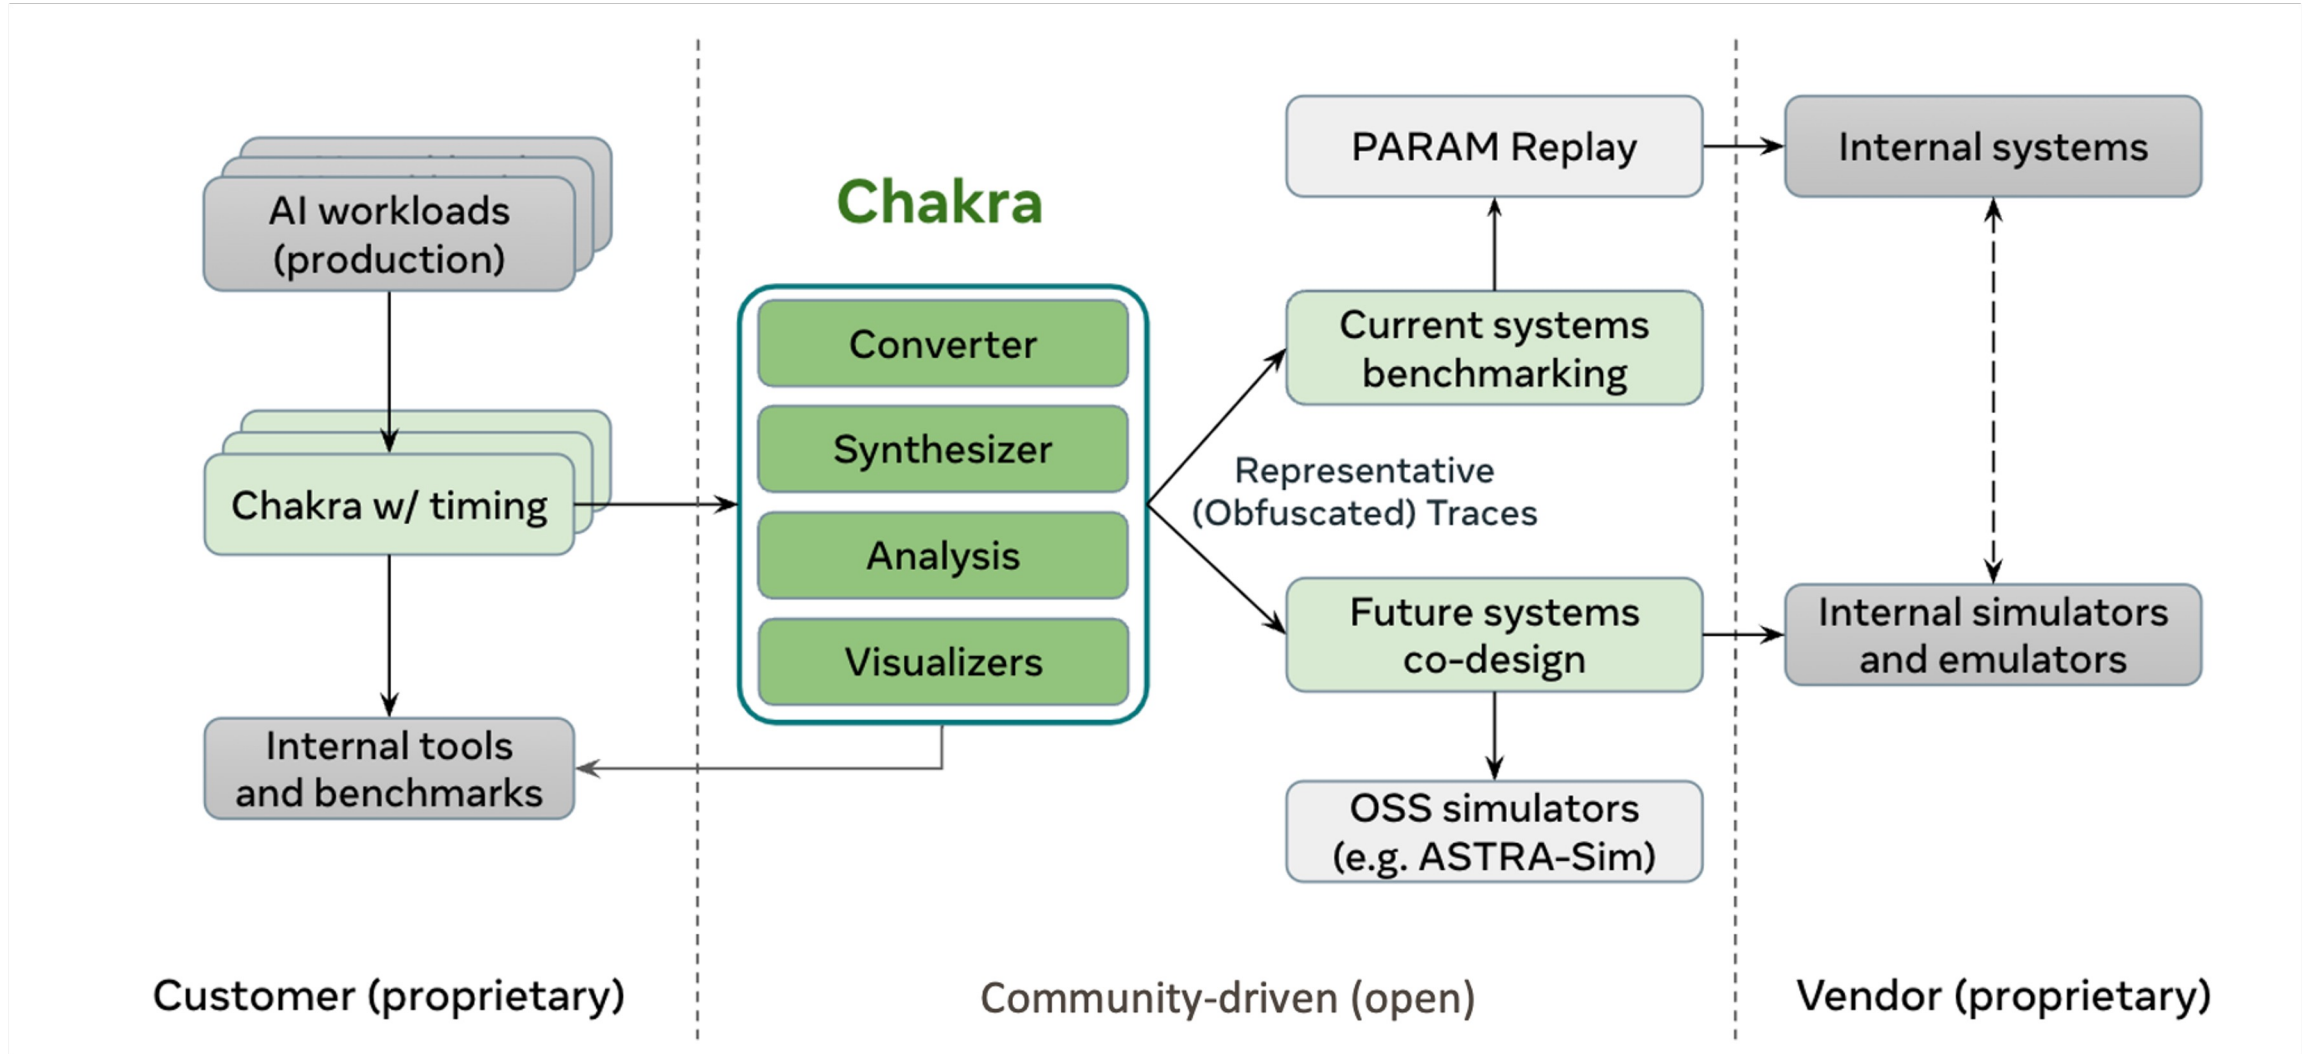 AI workloads
(production)
Chakra w/ timing
Internal tools
and benchmarks
Customer (proprietary)
Chakra
Converter
Synthesizer
Analysis
Visualizers
Representative
(Obfuscated) Traces
PARAM Replay
Current systems
benchmarking
Future systems
co-design
OSS simulators
(e.g. ASTRA-Sim)
Community-driven (open)
Internal systems
Internal simulators
and emulators
Vendor (proprietary)